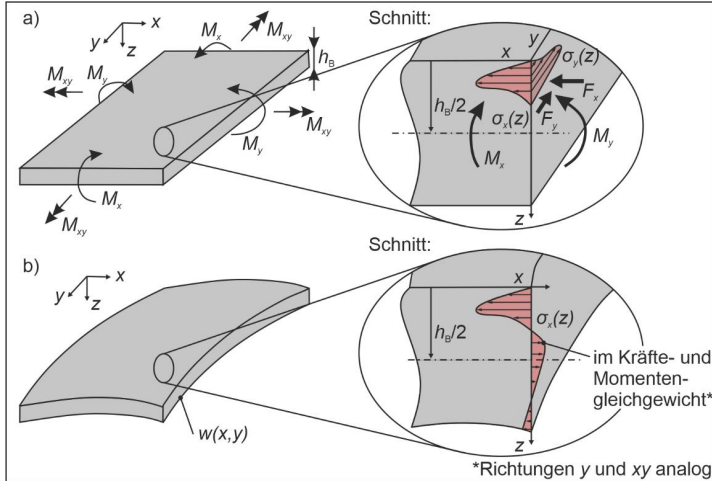 a)
x
y
z
M_x
M_xy
h_B
M_xy
M_y
M_xy
M_y
M_x
M_xy
Schnitt:
y
x
σ_y(z)
h_B/2
F_x
σ_x(z)
F_y
M_x
M_y
z
b)
x
y
z
w(x,y)
Schnitt:
x
σ_x(z)
h_B/2
im Kräfte- und
Momenten-
gleichgewicht*
z
*Richtungen y und xy analog